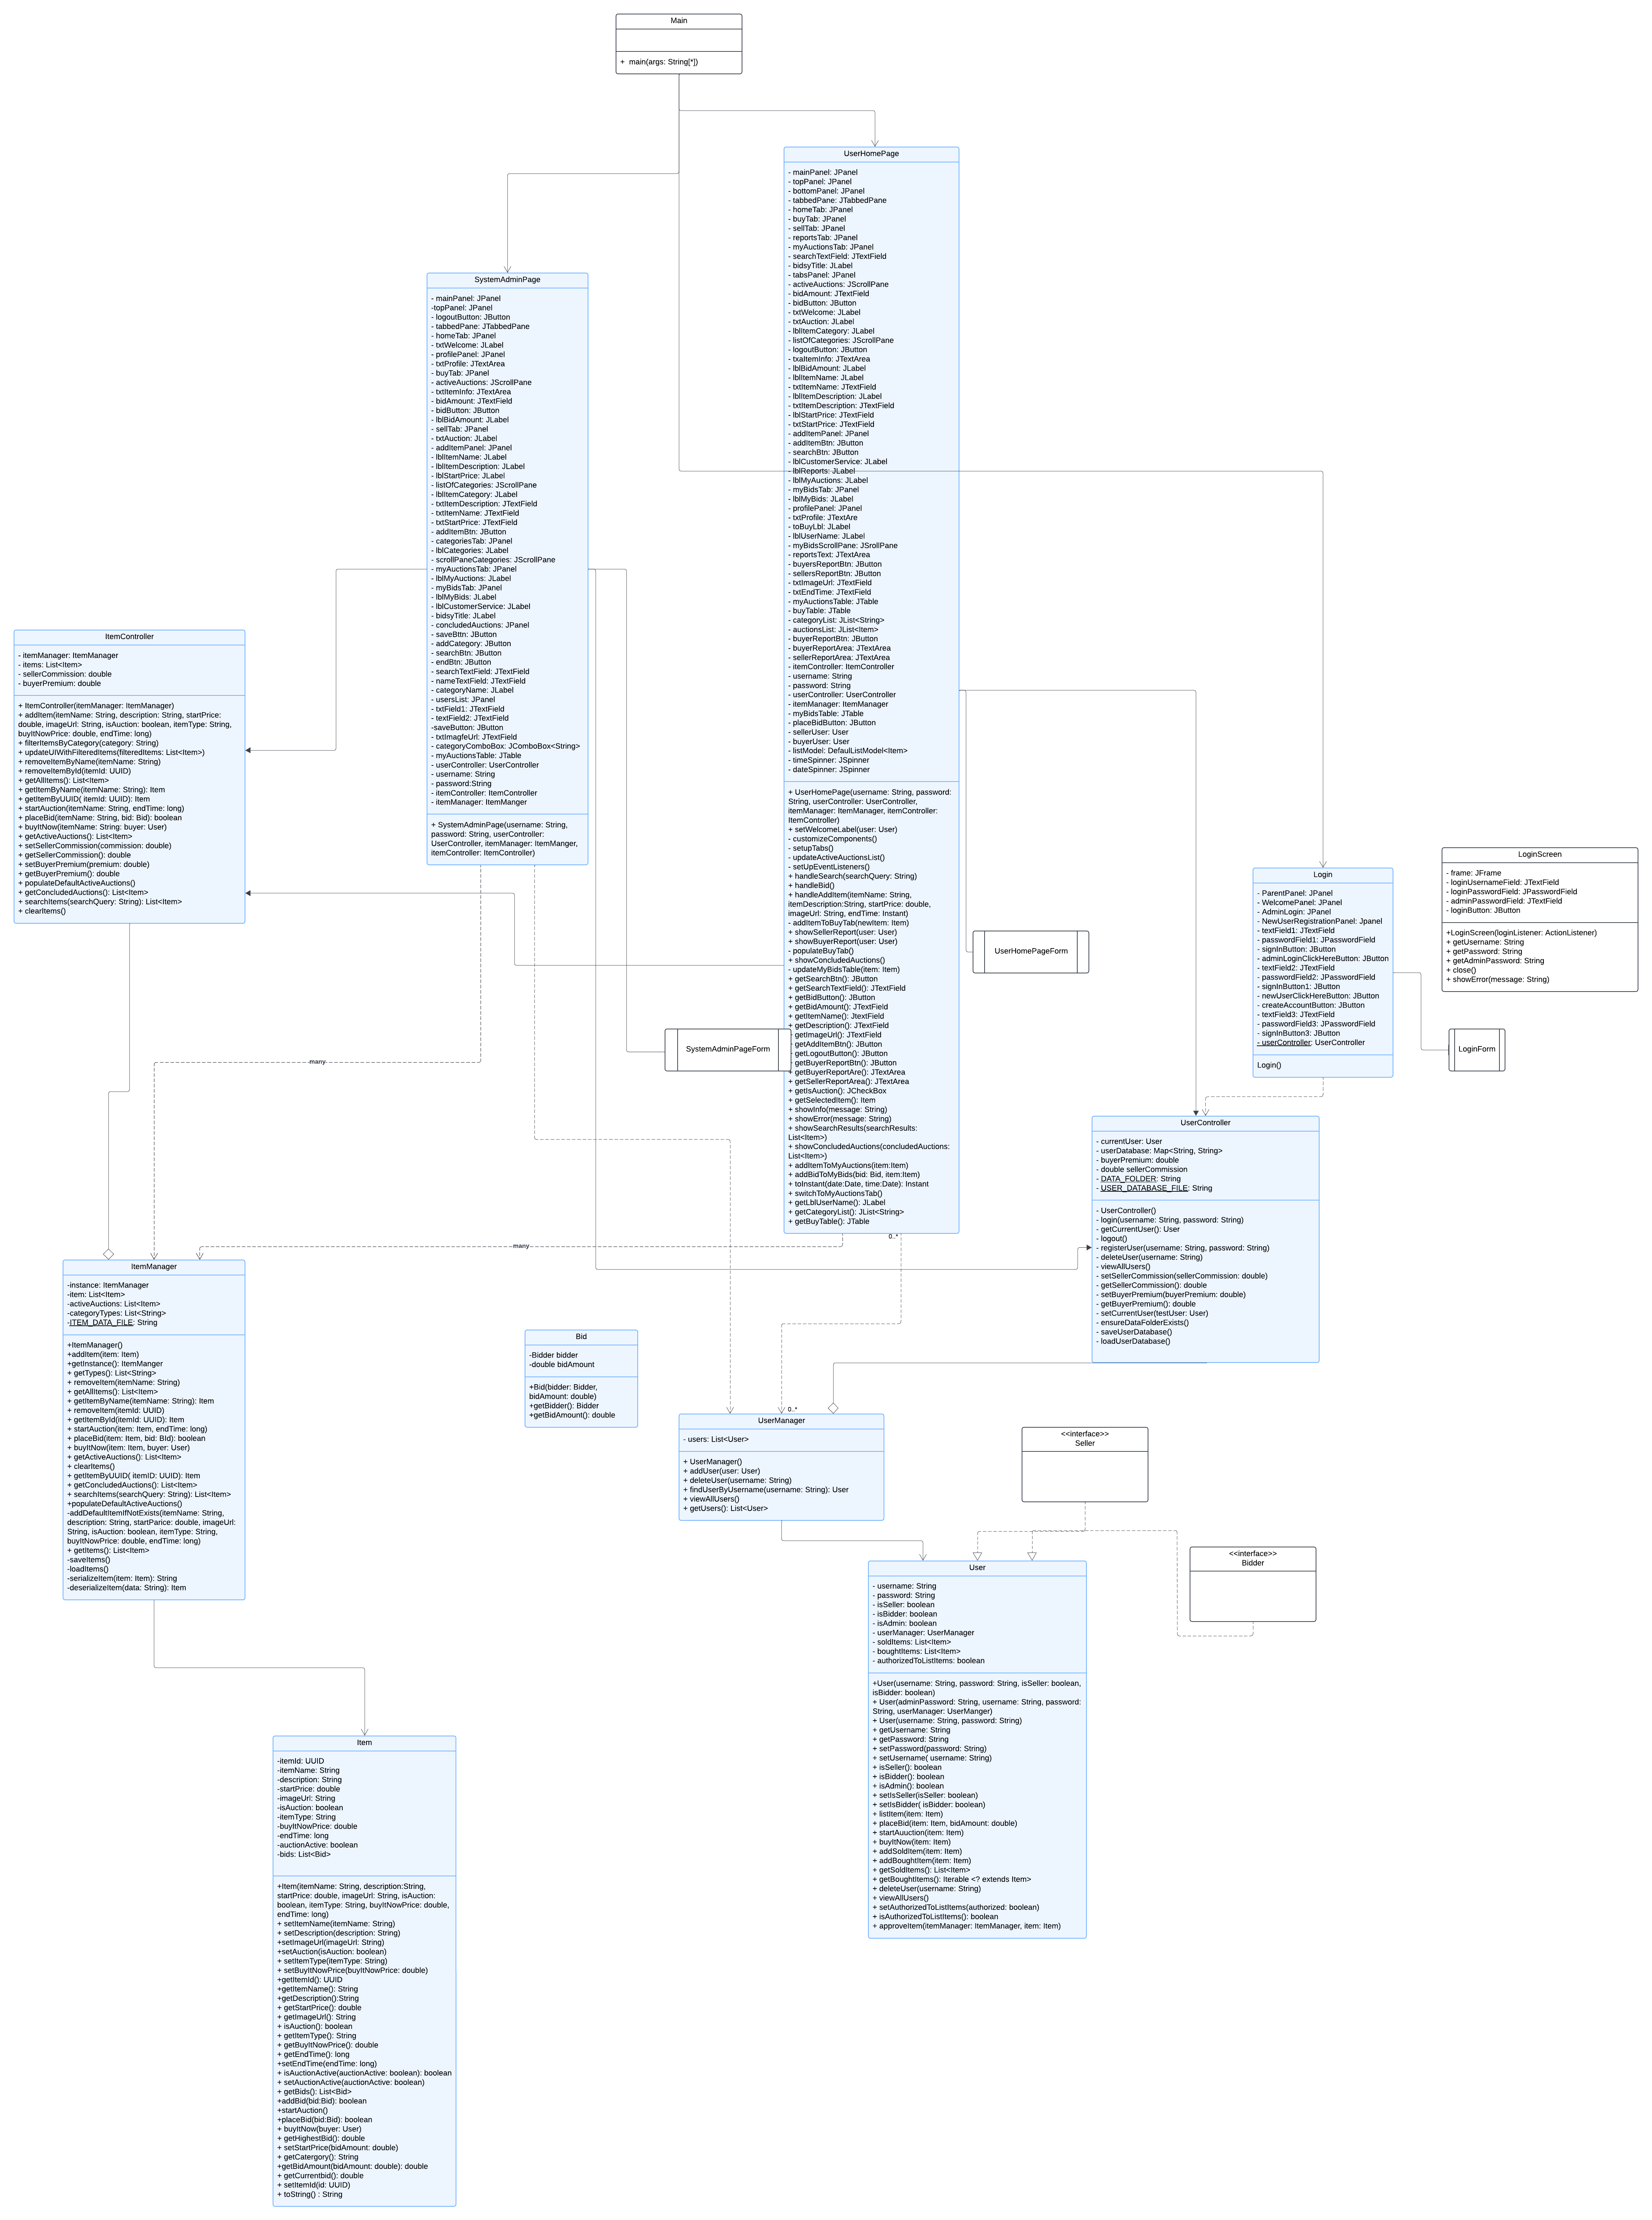 Main
+ main(args: String[*])
UserHomePage
- mainPanel: JPanel
- topPanel: JPanel
- bottomPanel: JPanel
- tabbedPane: JTabbedPane
- homeTab: JPanel
- buyTab: JPanel
- sellTab: JPanel
- reportsTab: JPanel
- myAuctionsTab: JPanel
- searchTextField: JTextField
- bidsyTitle: JLabel
- tabsPanel: JPanel
- activeAuctions: JScrollPane
- bidAmount: JTextField
- bidButton: JButton
- txtWelcome: JLabel
- txtAuction: JLabel
- lblItemCategory: JLabel
- listOfCategories: JScrollPane
- logoutButton: JButton
- txaItemInfo: JTextArea
- lblBidAmount: JLabel
- lblItemName: JLabel
- txtItemName: JTextField
- lblItemDescription: JLabel
- txtItemDescription: JTextField
- lblStartPrice: JTextField
- txtStartPrice: JTextField
- addItemPanel: JPanel
- addItemBtn: JButton
- searchBtn: JButton
- lblCustomerService: JLabel
- lblReports: JLabel
- lblMyAuctions: JLabel
- myBidsTab: JPanel
- lblMyBids: JLabel
- profilePanel: JPanel
- txtProfile: JTextAre
- toBuyLbl: JLabel
- lblUserName: JLabel
- myBidsScrollPane: JSrollPane
- reportsText: JTextArea
- buyersReportBtn: JButton
- sellersReportBtn: JButton
- txtImageUrl: JTextField
- txtEndTime: JTextField
- myAuctionsTable: JTable
- buyTable: JTable
- categoryList: JList<String>
- auctionsList: JList<Item>
- buyerReportBtn: JButton
- buyerReportArea: JTextArea
- sellerReportArea: JTextArea
- itemController: ItemController
- username: String
- password: String
- userController: UserController
- itemManager: ItemManager
- myBidsTable: JTable
- placeBidButton: JButton
- sellerUser: User
- buyerUser: User
- listModel: DefauListModel<Item>
- timeSpinner: JSpinner
- dateSpinner: JSpinner
+ UserHomePage(username: String, password:
String, userController: UserController,
itemManager: ItemManager, itemController:
ItemController)
+ setWelcomeLabel(user: User)
- customizeComponents()
- setupTabs()
- updateActiveAuctionsList()
- setUpEventListeners()
+ handleSearch(searchQuery: String)
+ handleBid()
+ handleAddItem(itemName: String,
itemDescription:String, startPrice: double,
imageUrl: String, endTime: Instant)
- addItemToBuyTab(newItem: Item)
+ showSellerReport(user: User)
+ showBuyerReport(user: User)
- populateBuyTab()
+ showConcludedAuctions()
- updateMyBidsTable(item: Item)
+ getSearchBtn(): JButton
+ getSearchTextField(): JTextField
+ getBidButton(): JButton
+ getBidAmount(): JTextField
+ getItemName(): JtextField
+ getDescription(): JTextField
getImageUrl(): JTextField
getAddItemBtn(): JButton
getLogoutButton(): JButton
getBuyerReportBtn(): JButton
getBuyerReportAre(): JTextArea
+ getSellerReportArea(): JTextArea
+ getIsAuction(): JCheckBox
+ getSelectedItem(): Item
+ showInfo(message: String)
+ showError(message: String)
+ showSearchResults(searchResults:
List<Item>)
+ showConcludedAuctions(concludedAuctions:
List<Item>)
+ addItemToMyAuctions(item:Item)
+ addBidToMyBids(bid: Bid, item:Item)
+ toInstant(date:Date, time:Date): Instant
+ switchToMyAuctionsTab()
+ getLblUserName(): JLabel
+ getCategoryList(): JList<String>
+ getBuyTable(): JTable
SystemAdminPage
- mainPanel: JPanel
-topPanel: JPanel
- logoutButton: JButton
- tabbedPane: JTabbedPane
- homeTab: JPanel
- txtWelcome: JLabel
- profilePanel: JPanel
- txtProfile: JTextArea
- buyTab: JPanel
- activeAuctions: JScrollPane
- txtItemInfo: JTextArea
- bidAmount: JTextField
- bidButton: JButton
- lblBidAmount: JLabel
- sellTab: JPanel
- txtAuction: JLabel
- addItemPanel: JPanel
- lblItemName: JLabel
- lblItemDescription: JLabel
- lblStartPrice: JLabel
- listOfCategories: JScrollPane
- lblItemCategory: JLabel
- txtItemDescription: JTextField
- txtItemName: JTextField
- txtStartPrice: JTextField
- addItemBtn: JButton
- categoriesTab: JPanel
- lblCategories: JLabel
- scrollPaneCategories: JScrollPane
- myAuctionsTab: JPanel
- lblMyAuctions: JLabel
- myBidsTab: JPanel
- lblMyBids: JLabel
- lblCustomerService: JLabel
- bidsyTitle: JLabel
- concludedAuctions: JPanel
- saveBttn: JButton
- addCategory: JButton
- searchBtn: JButton
- endBtn: JButton
- searchTextField: JTextField
- nameTextField: JTextField
- categoryName: JLabel
- usersList: JPanel
- txtField1: JTextField
- textField2: JTextField
-saveButton: JButton
- txtImagfeUrl: JTextField
- categoryComboBox: JComboBox<String>
- myAuctionsTable: JTable
- userController: UserController
- username: String
- password:String
- itemController: ItemController
- itemManager: ItemManger
+ SystemAdminPage(username: String,
password: String, userController:
UserController, itemManager: ItemManger,
itemController: ItemController)
ItemController
- itemManager: ItemManager
- items: List<Item>
- sellerCommission: double
- buyerPremium: double
+ ItemController(itemManager: ItemManager)
+ addItem(itemName: String, description: String, startPrice:
double, imageUrl: String, isAuction: boolean, itemType: String,
buyItNowPrice: double, endTime: long)
+ filterItemsByCategory(category: String)
+ updateUIWithFilteredItems(filteredItems: List<Item>)
+ removeItemByName(itemName: String)
+ removeItemById(itemId: UUID)
+ getAllItems(): List<Item>
+ getItemByName(itemName: String): Item
+ getItemByUUID( itemId: UUID): Item
+ startAuction(itemName: String, endTime: long)
+ placeBid(itemName: String, bid: Bid): boolean
+ buyItNow(itemName: String: buyer: User)
+ getActiveAuctions(): List<Item>
+ setSellerCommission(commission: double)
+ getSellerCommission(): double
+ setBuyerPremium(premium: double)
+ getBuyerPremium(): double
+ populateDefaultActiveAuctions()
+ getConcludedAuctions(): List<Item>
+ searchItems(searchQuery: String): List<Item>
+ clearItems()
Login
- ParentPanel: JPanel
- WelcomePanel: JPanel
- AdminLogin: JPanel
- NewUserRegistrationPanel: Jpanel
- textField1: JTextField
- passwordField1: JPasswordField
- signInButton: JButton
- adminLoginClickHereButton: JButton
- textField2: JTextField
- passwordField2: JPasswordField
- signInButton1: JButton
- newUserClickHereButton: JButton
- createAccountButton: JButton
- textField3: JTextField
- passwordField3: JPasswordField
- signInButton3: JButton
- userController: UserController
Login()
LoginScreen
- frame: JFrame
- loginUsernameField: JTextField
- loginPasswordField: JPasswordField
- adminPasswordField: JTextField
- loginButton: JButton
+LoginScreen(loginListener: ActionListener)
+ getUsername: String
+ getPassword: String
+ getAdminPassword: String
+ close()
+ showError(message: String)
UserHomePageForm
SystemAdminPageForm
LoginForm
many
many
0..*
0..*
UserController
- currentUser: User
- userDatabase: Map<String, String>
- buyerPremium: double
- double sellerCommission
- DATA_FOLDER: String
- USER_DATABASE_FILE: String
- UserController()
- login(username: String, password: String)
- getCurrentUser(): User
- logout()
- registerUser(username: String, password: String)
- deleteUser(username: String)
- viewAllUsers()
- setSellerCommission(sellerCommission: double)
- getSellerCommission(): double
- setBuyerPremium(buyerPremium: double)
- getBuyerPremium(): double
- setCurrentUser(testUser: User)
- ensureDataFolderExists()
- saveUserDatabase()
- loadUserDatabase()
ItemManager
-instance: ItemManager
-item: List<Item>
-activeAuctions: List<Item>
-categoryTypes: List<String>
-ITEM_DATA_FILE: String
+ItemManager()
+addItem(item: Item)
+getInstance(): ItemManger
+ getTypes(): List<String>
+ removeItem(itemName: String)
+ getAllItems(): List<Item>
+ getItemByName(itemName: String): Item
+ removeItem(itemId: UUID)
+ getItemById(itemId: UUID): Item
+ startAuction(item: Item, endTime: long)
+ placeBid(item: Item, bid: BId): boolean
+ buyItNow(item: Item, buyer: User)
+ getActiveAuctions(): List<Item>
+ clearItems()
+ getItemByUUID( itemID: UUID): Item
+ getConcludedAuctions(): List<Item>
+ searchItems(searchQuery: String): List<Item>
+populateDefaultActiveAuctions()
-addDefaultItemIfNotExists(itemName: String,
description: String, startParice: double, imageUrl:
String, isAuction: boolean, itemType: String,
buyItNowPrice: double, endTime: long)
+ getItems(): List<Item>
-saveItems()
-loadItems()
-serializeItem(item: Item): String
-deserializeItem(data: String): Item
Bid
-Bidder bidder
-double bidAmount
+Bid(bidder: Bidder,
bidAmount: double)
+getBidder(): Bidder
+getBidAmount(): double
UserManager
- users: List<User>
+ UserManager()
+ addUser(user: User)
+ deleteUser(username: String)
+ findUserByUsername(username: String): User
+ viewAllUsers()
+ getUsers(): List<User>
<<interface>>
Seller
<<interface>>
Bidder
User
- username: String
- password: String
- isSeller: boolean
- isBidder: boolean
- isAdmin: boolean
- userManager: UserManager
- soldItems: List<Item>
- boughtItems: List<Item>
- authorizedToListItems: boolean
+User(username: String, password: String, isSeller: boolean,
isBidder: boolean)
+ User(adminPassword: String, username: String, password:
String, userManager: UserManger)
+ User(username: String, password: String)
+ getUsername: String
+ getPassword: String
+ setPassword(password: String)
+ setUsername( username: String)
+ isSeller(): boolean
+ isBidder(): boolean
+ isAdmin(): boolean
+ setIsSeller(isSeller: boolean)
+ setIsBidder( isBidder: boolean)
+ listItem(item: Item)
+ placeBid(item: Item, bidAmount: double)
+ startAuuction(item: Item)
+ buyItNow(item: Item)
+ addSoldItem(item: Item)
+ addBoughtItem(item: Item)
+ getSoldItems(): List<Item>
+ getBoughtItems(): Iterable <? extends Item>
+ deleteUser(username: String)
+ viewAllUsers()
+ setAuthorizedToListItems(authorized: boolean)
+ isAuthorizedToListItems(): boolean
+ approveItem(itemManager: ItemManager, item: Item)
Item
-itemId: UUID
-itemName: String
-description: String
-startPrice: double
-imageUrl: String
-isAuction: boolean
-itemType: String
-buyItNowPrice: double
-endTime: long
-auctionActive: boolean
-bids: List<Bid>
+Item(itemName: String, description:String,
startPrice: double, imageUrl: String, isAuction:
boolean, itemType: String, buyItNowPrice: double,
endTime: long)
+ setItemName(itemName: String)
+ setDescription(description: String)
+setImageUrl(imageUrl: String)
+setAuction(isAuction: boolean)
+ setItemType(itemType: String)
+ setBuyItNowPrice(buyItNowPrice: double)
+getItemId(): UUID
+getItemName(): String
+getDescription():String
+ getStartPrice(): double
+ getImageUrl(): String
+ isAuction(): boolean
+ getItemType(): String
+ getBuyItNowPrice(): double
+ getEndTime(): long
+setEndTime(endTime: long)
+ isAuctionActive(auctionActive: boolean): boolean
+ setAuctionActive(auctionActive: boolean)
+ getBids(): List<Bid>
+addBid(bid:Bid): boolean
+startAuction()
+placeBid(bid:Bid): boolean
+ buyItNow(buyer: User)
+ getHighestBid(): double
+ setStartPrice(bidAmount: double)
+ getCatergory(): String
+getBidAmount(bidAmount: double): double
+ getCurrentbid(): double
+ setItemId(id: UUID)
+ toString() : String